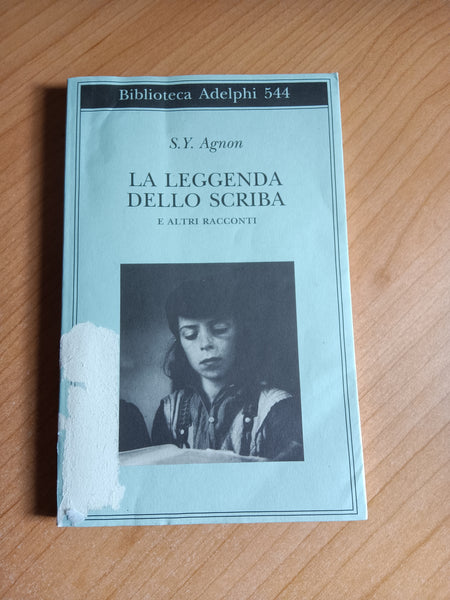 Biblioteca Adelphi 544
S.Y. Agnon
LA LEGGENDA
DELLO SCRIBA
E ALTRI RACCONTI